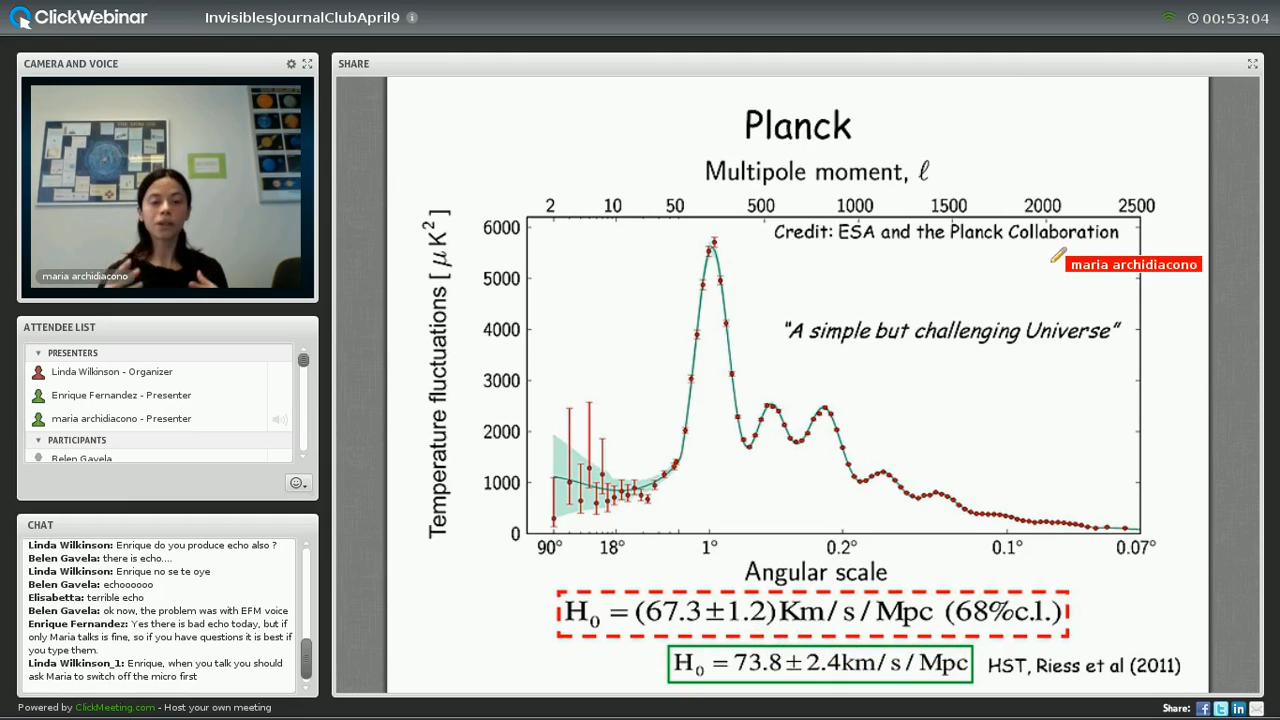 ClickWebinar
InvisiblesJournalClubApril9
00:53:04
CAMERA AND VOICE
maria archidiacono
ATTENDEE LIST
PRESENTERS
Linda Wilkinson - Organizer
Enrique Fernandez - Presenter
maria archidiacono - Presenter
PARTICIPANTS
Belen Gavela
CHAT
Linda Wilkinson: Enrique do you produce echo also ?
Belen Gavela: there is echo....
Linda Wilkinson: Enrique no se te oye
Belen Gavela: echoooooo
Elisabetta: terrible echo
Belen Gavela: ok now, the problem was with EFM voice
Enrique Fernandez: Yes there is bad echo today, but if
only Maria talks is fine, so if you have questions it is best if
you type them.
Linda Wilkinson_1: Enrique, when you talk you should
ask Maria to switch off the micro first
SHARE
Planck
Multipole moment, ℓ
2 10 50 500 1000 1500 2000 2500
Credit: ESA and the Planck Collaboration
maria archidiacono
"A simple but challenging Universe"
Temperature fluctuations [ μ K² ]
6000
5000
4000
3000
2000
1000
0
90° 18° 1° 0.2° 0.1° 0.07°
Angular scale
H₀ = (67.3 ± 1.2) Km / s / Mpc (68%c.l.)
H₀ = 73.8 ± 2.4km / s / Mpc
HST, Riess et al (2011)
Powered by ClickMeeting.com - Host your own meeting
Share: